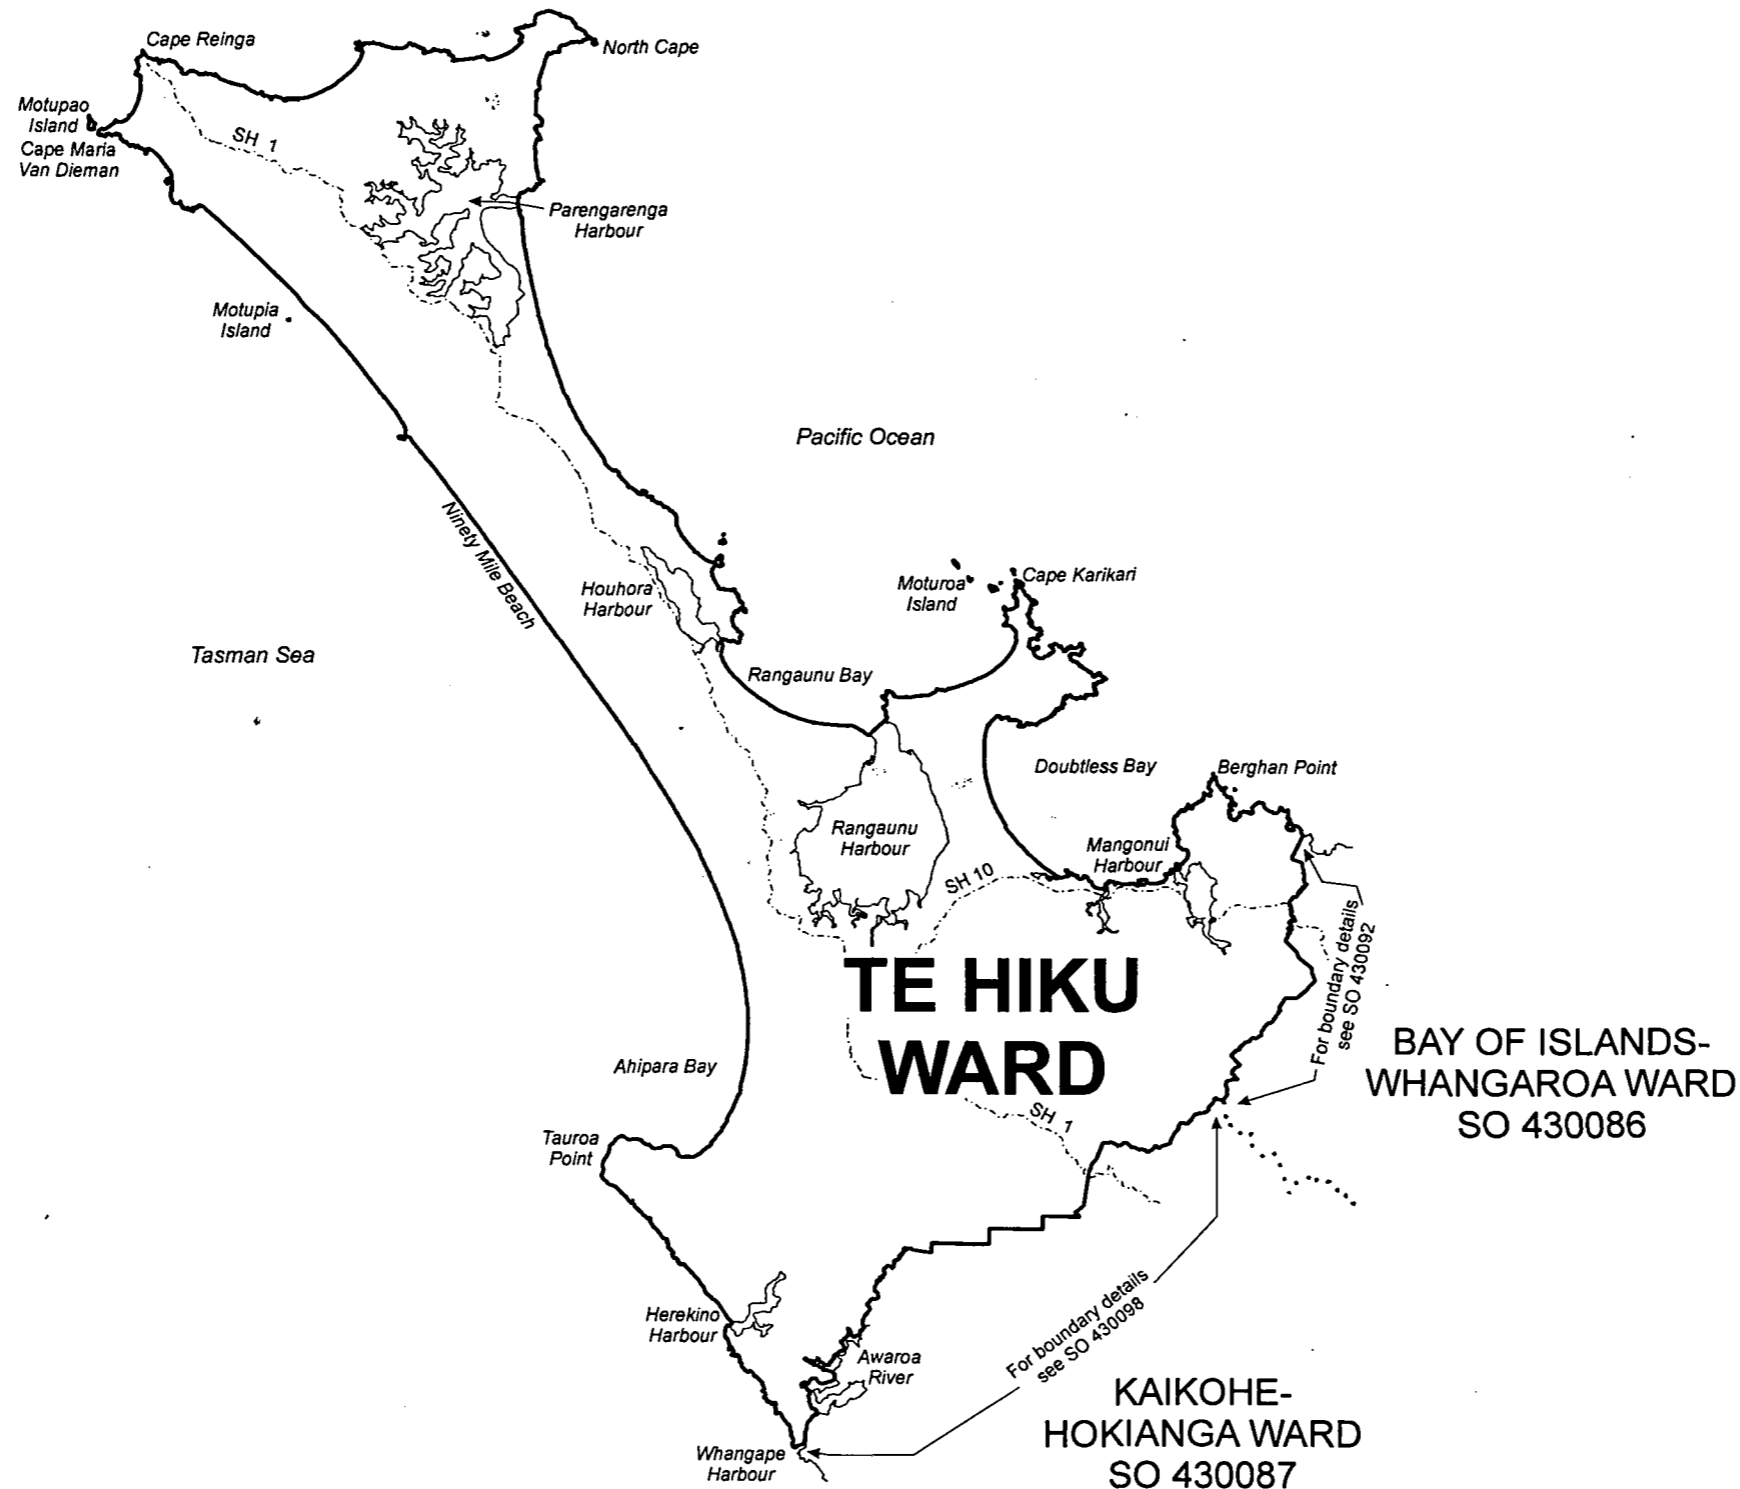 Cape Reinga
North Cape
Motupao
Island
Cape Maria
Van Dieman
SH 1
Parengarenga
Harbour
Motupia
Island
Pacific Ocean
Ninety Mile Beach
Houhora
Harbour
Moturoa
Island
Cape Karikari
Tasman Sea
Rangaunu Bay
Doubtless Bay
Berghan Point
Rangaunu
Harbour
Mangonui
Harbour
SH 10
For boundary details
see SO 430092
TE HIKU
WARD
BAY OF ISLANDS-
WHANGAROA WARD
SO 430086
Ahipara Bay
SH 1
Tauroa
Point
Herekino
Harbour
Awaroa
River
For boundary details
see SO 430098
KAIKOHE-
HOKIANGA WARD
SO 430087
Whangape
Harbour